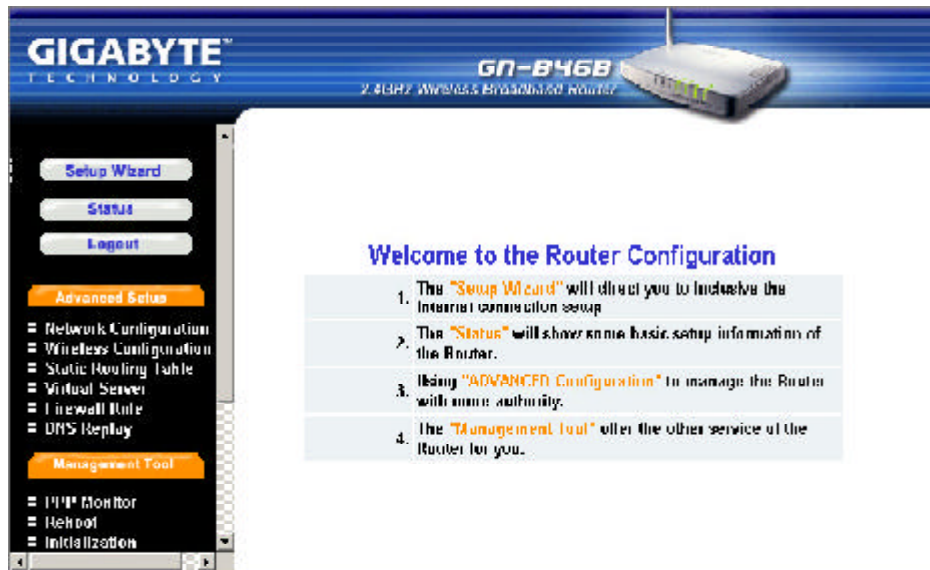 GIGABYTE™
TECHNOLOGY
GN-B46B
2.4GHz Wireless Broadband Router
Setup Wizard
Status
Logout
Advanced Setup
Network Configuration
Wireless Configuration
Static Routing Table
Virtual Server
Firewall Rule
DNS Replay
Management Tool
PPP Monitor
Reboot
Initialization
Welcome to the Router Configuration
1. The "Setup Wizard" will direct you to inclusive the
Internet connection setup
2. The "Status" will show some basic setup information of
the Router.
3. Using "ADVANCED Configuration" to manage the Router
with more authority.
4. The "Management Tool" offer the other service of the
Router for you.